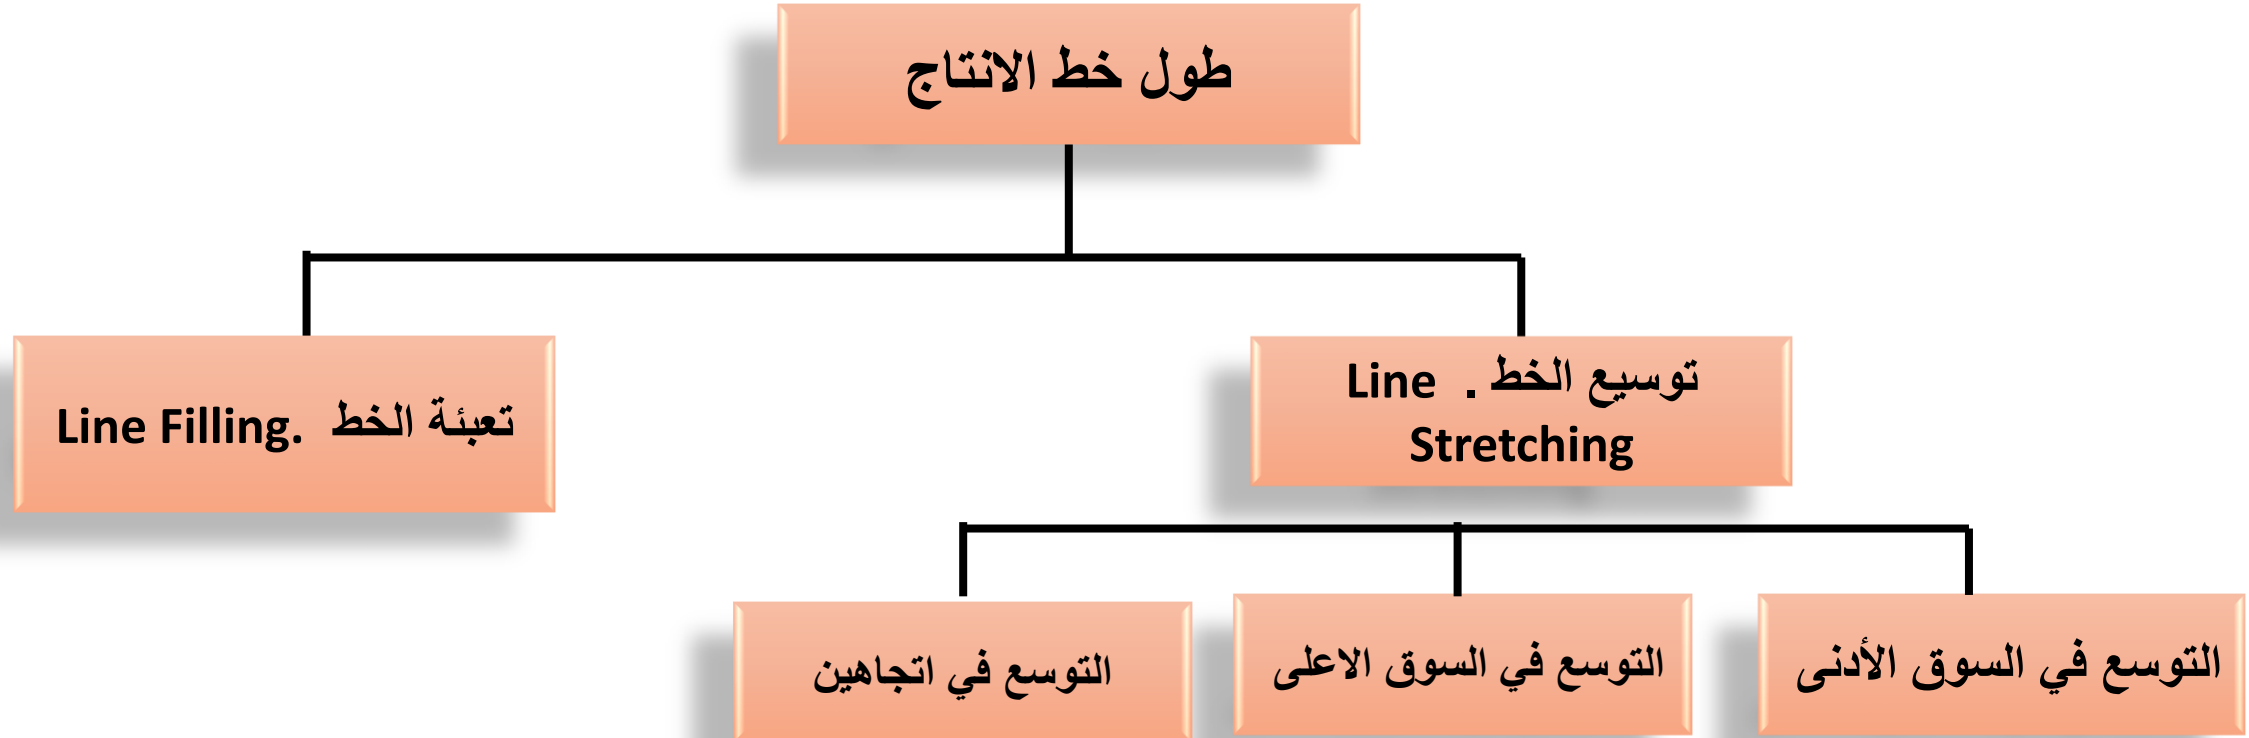 طول خط الانتاج
توسيع الخط . Line
Stretching
تعبئة الخط Line Filling.
التوسع في السوق الأدنى
التوسع في السوق الاعلى
التوسع في اتجاهين